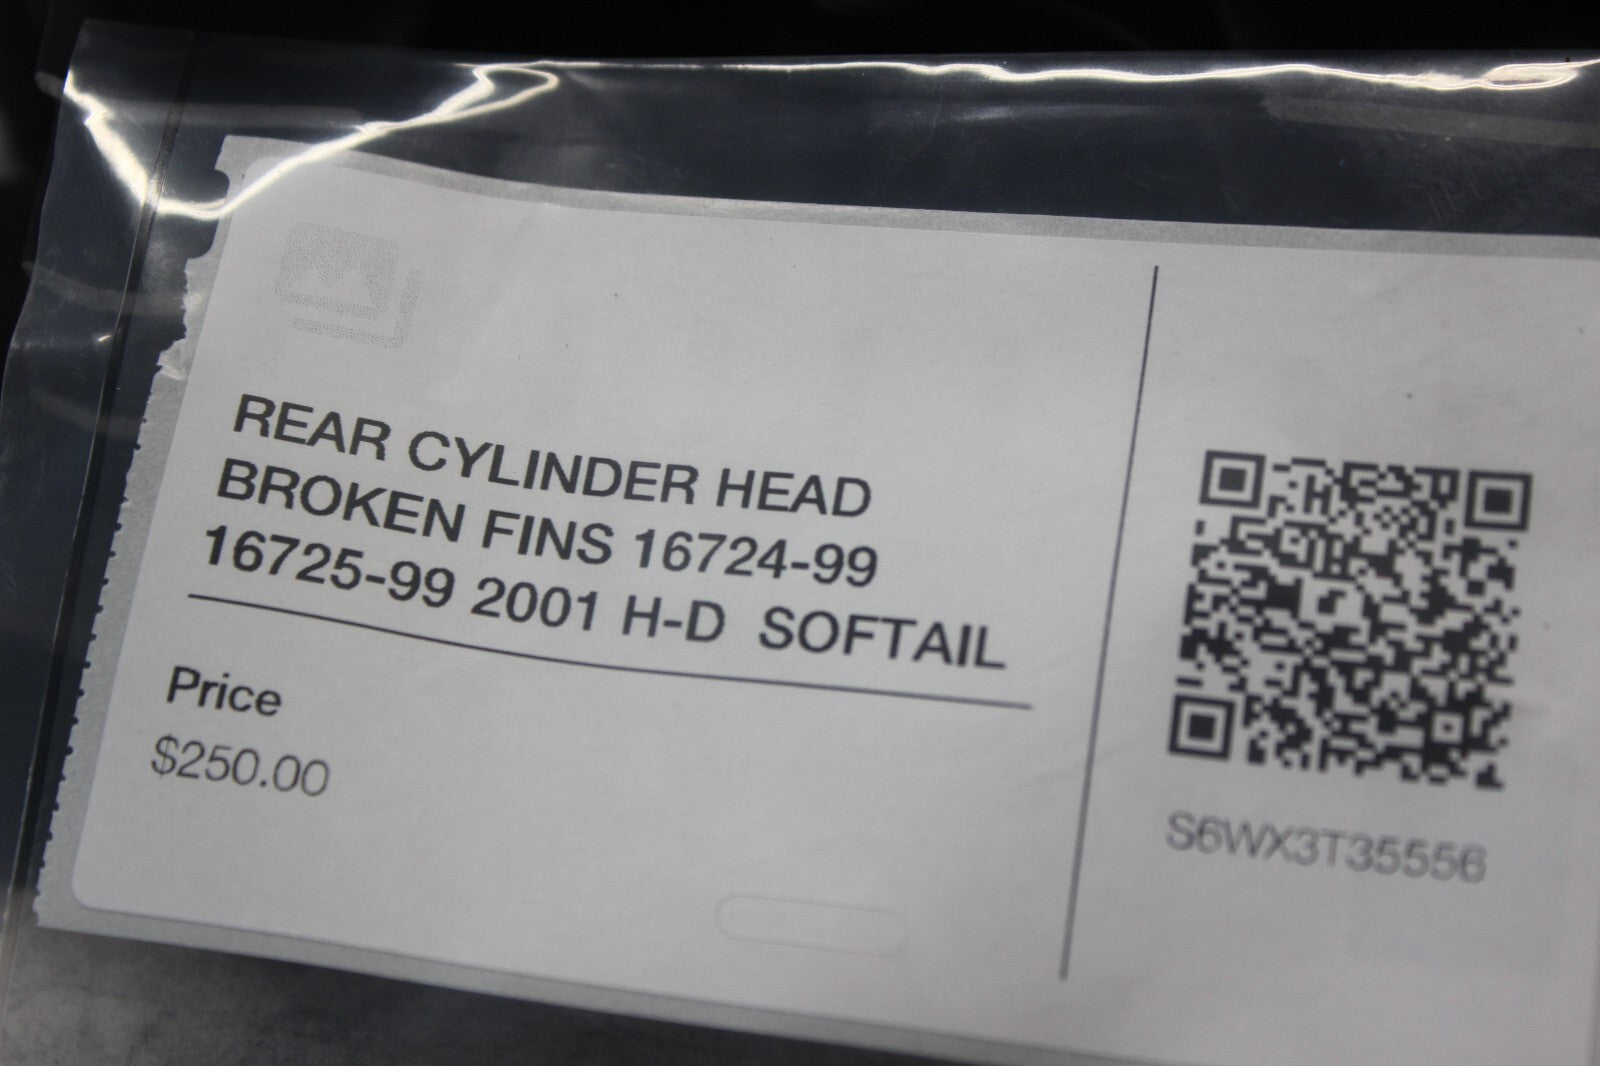 REAR CYLINDER HEAD
BROKEN FINS 16724-99
16725-99 2001 H-D  SOFTAIL
Price
$250.00
S6WX3T35556